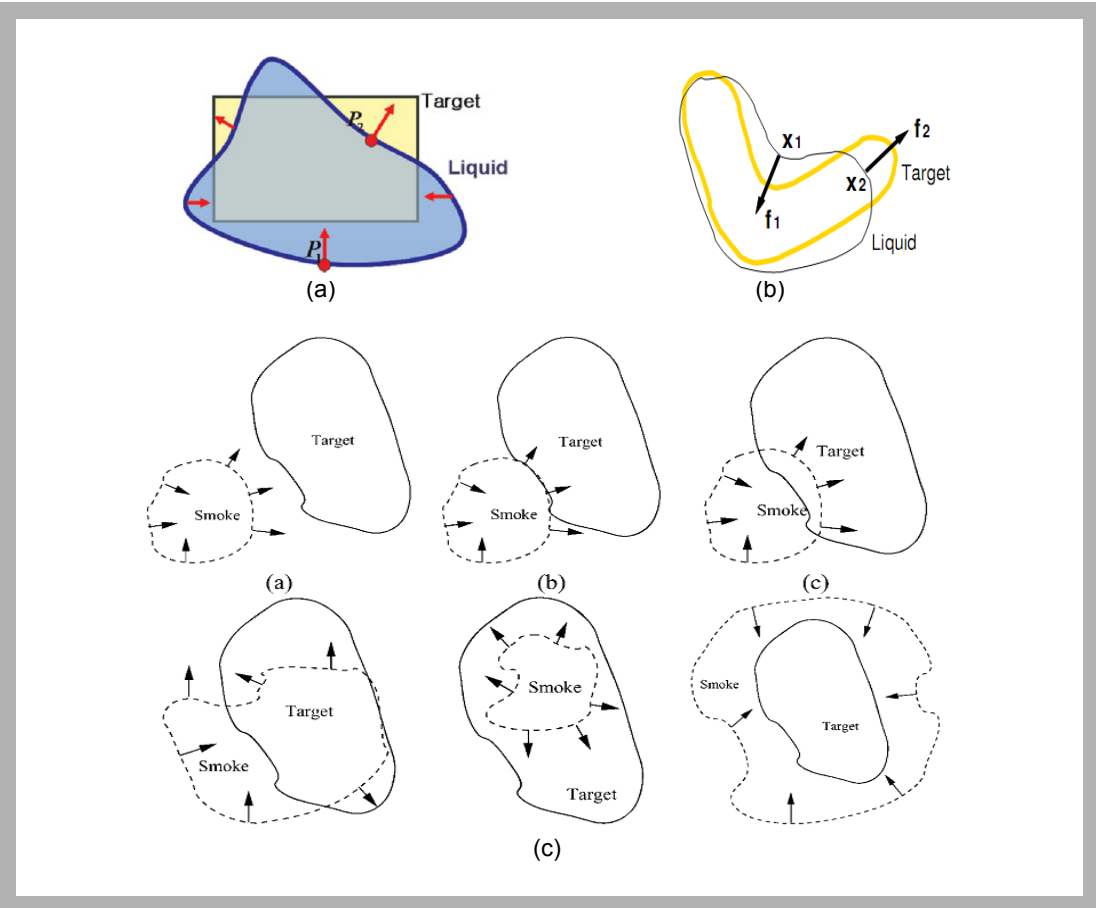 Target
P2
Liquid
P1
(a)
x1
f2
x2
Target
f1
Liquid
(b)
Target
Smoke
(a)
Target
Smoke
(b)
Target
Smoke
(c)
Target
Smoke
Smoke
Target
Smoke
Target
(c)